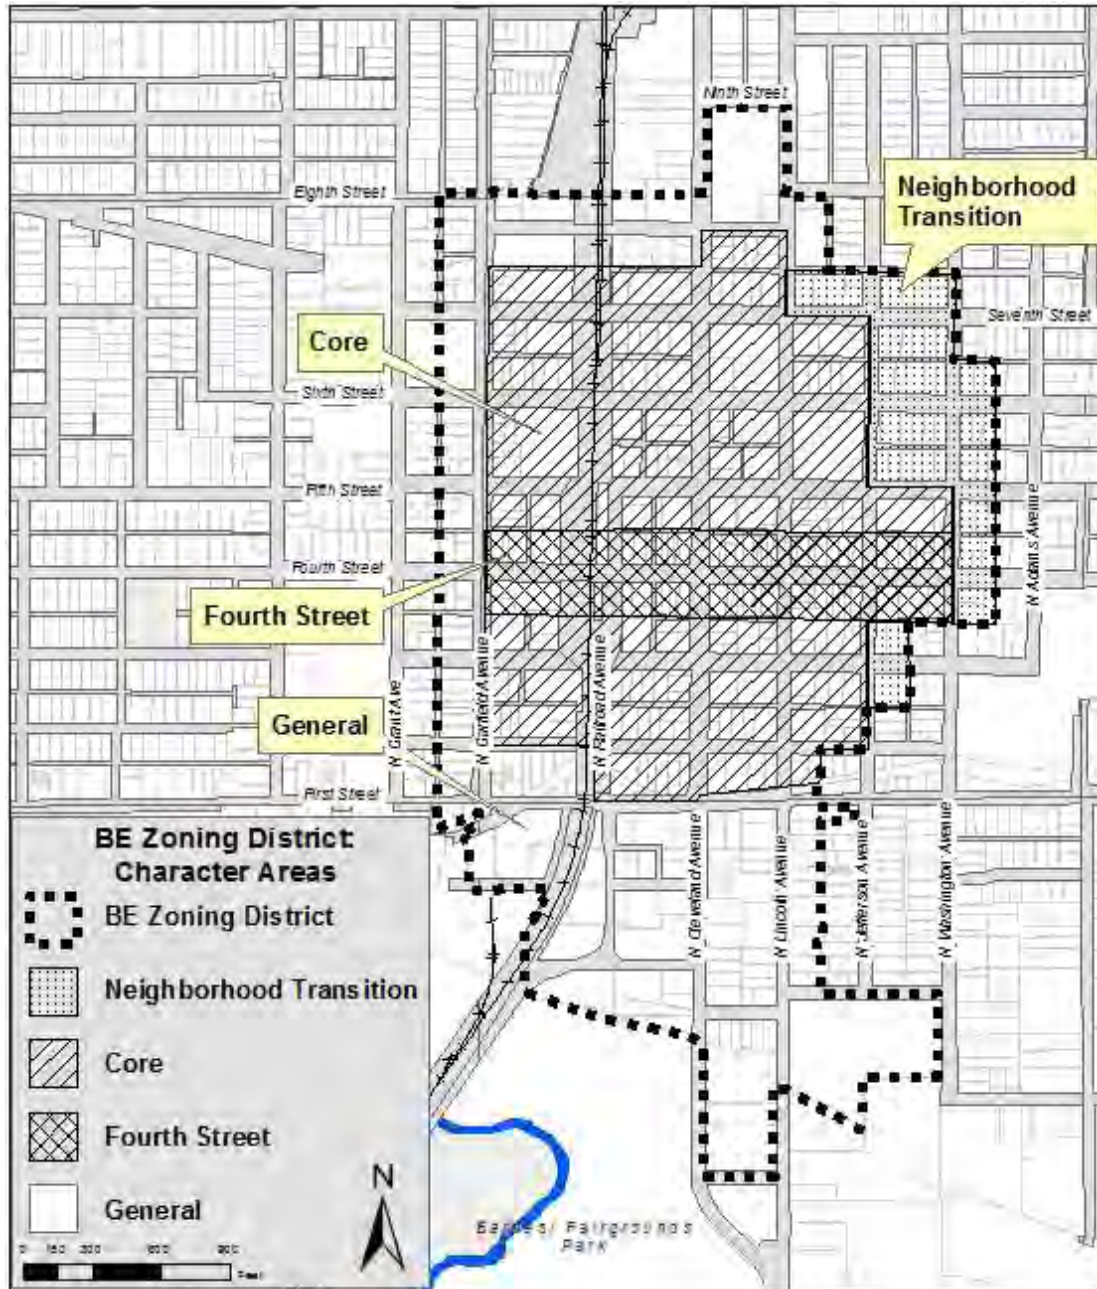 Ninth Street
Eighth Street
Neighborhood
Transition
Seventh Street
Core
Sixth Street
Fifth Street
Fourth Street
Fourth Street
General
First Street
N Grant Ave
N Garfield Avenue
N Railroad Avenue
N Cleveland Avenue
N Lincoln Avenue
N Jefferson Avenue
N Washington Avenue
N Adams Avenue
BE Zoning District:
Character Areas
BE Zoning District
Neighborhood Transition
Core
Fourth Street
General
N
Fairgrounds
Park